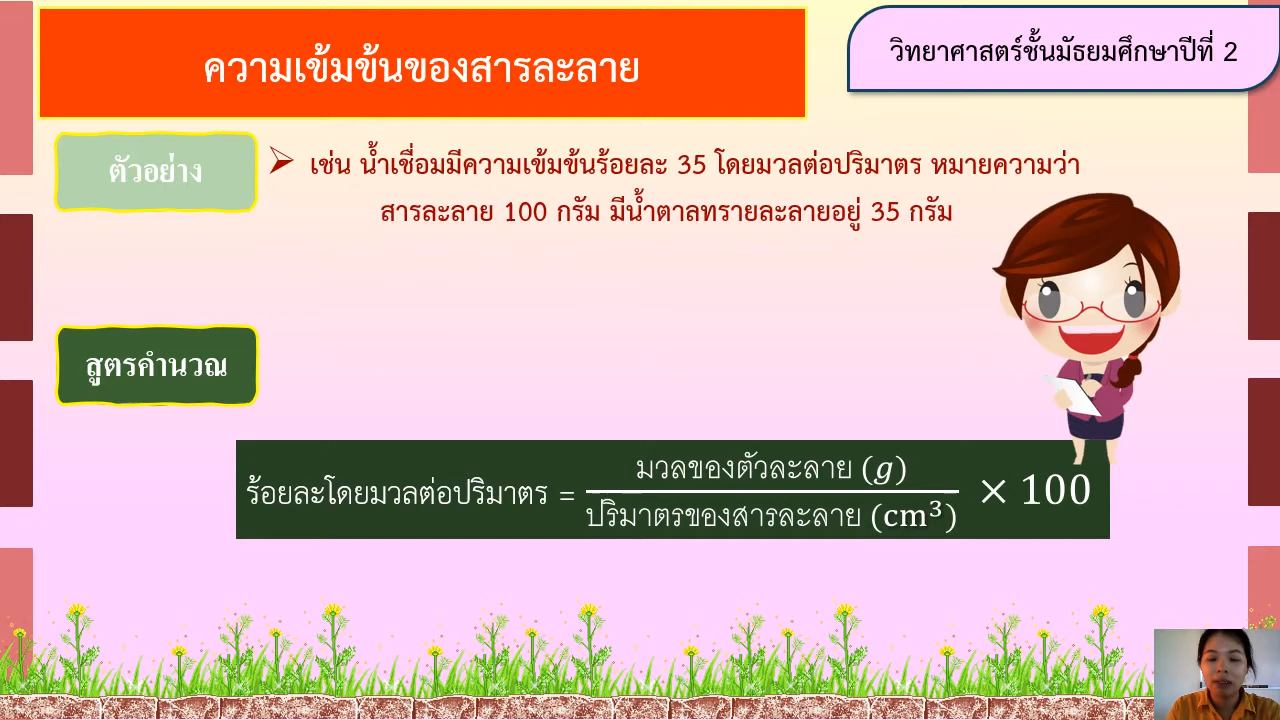 ความเข้มข้นของสารละลาย
วิทยาศาสตร์ชั้นมัธยมศึกษาปีที่ 2
ตัวอย่าง
➢ เช่น น้ำเชื่อมมีความเข้มข้นร้อยละ 35 โดยมวลต่อปริมาตร หมายความว่า
สารละลาย 100 กรัม มีน้ำตาลทรายละลายอยู่ 35 กรัม
สูตรคำนวณ
มวลของตัวละลาย (g)
ร้อยละโดยมวลต่อปริมาตร = × 100
ปริมาตรของสารละลาย (cm³)